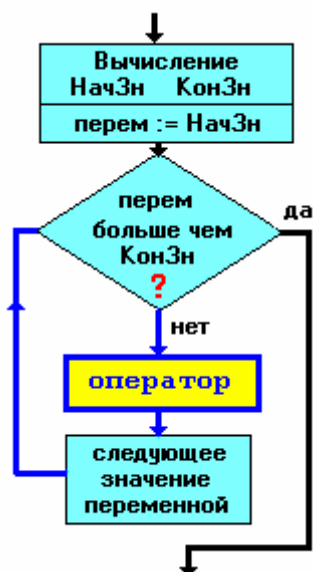 Вычисление
НачЗн КонЗн
перем := НачЗн
перем
больше чем
КонЗн
?
да
нет
оператор
следующее
значение
переменной